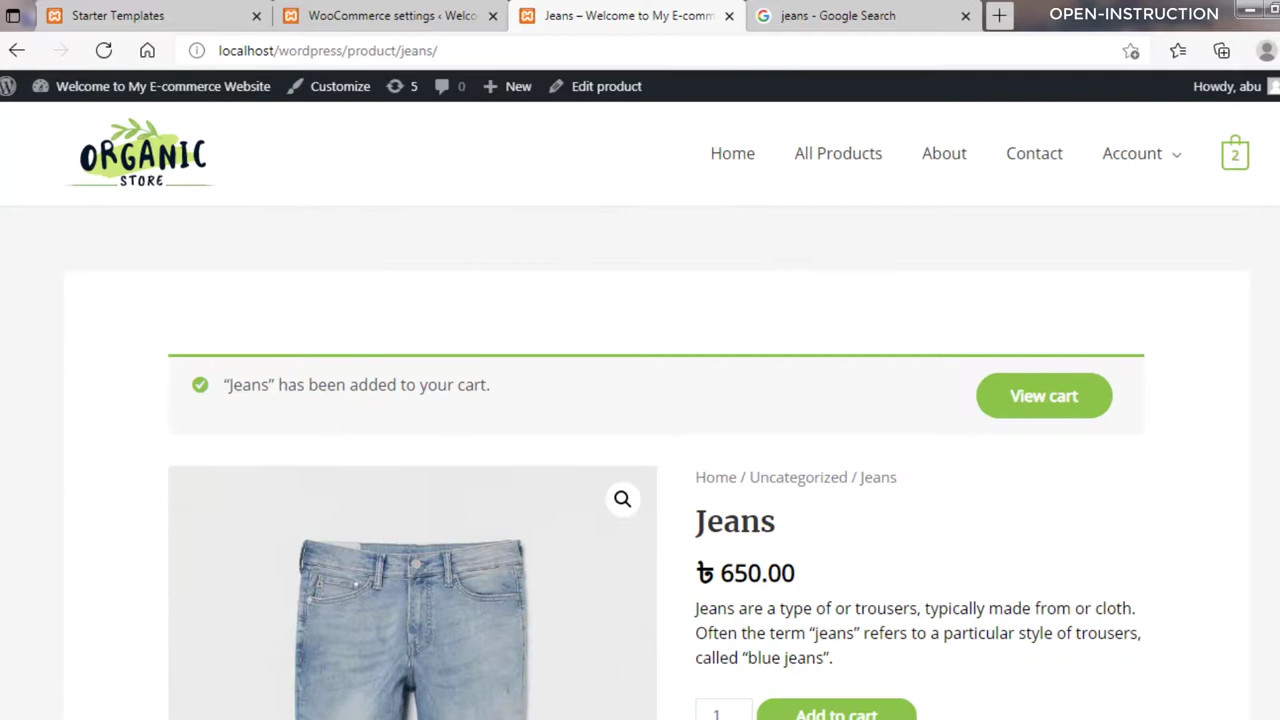 Starter Templates
WooCommerce settings ‹ Welco
Jeans – Welcome to My E-comm
jeans - Google Search
OPEN-INSTRUCTION
localhost/wordpress/product/jeans/
Welcome to My E-commerce Website
Customize
5
0
New
Edit product
Howdy, abu
ORGANIC
STORE
Home
All Products
About
Contact
Account
2
“Jeans” has been added to your cart.
View cart
Home / Uncategorized / Jeans
Jeans
৳ 650.00
Jeans are a type of or trousers, typically made from or cloth.
Often the term “jeans” refers to a particular style of trousers,
called “blue jeans”.
1
Add to cart